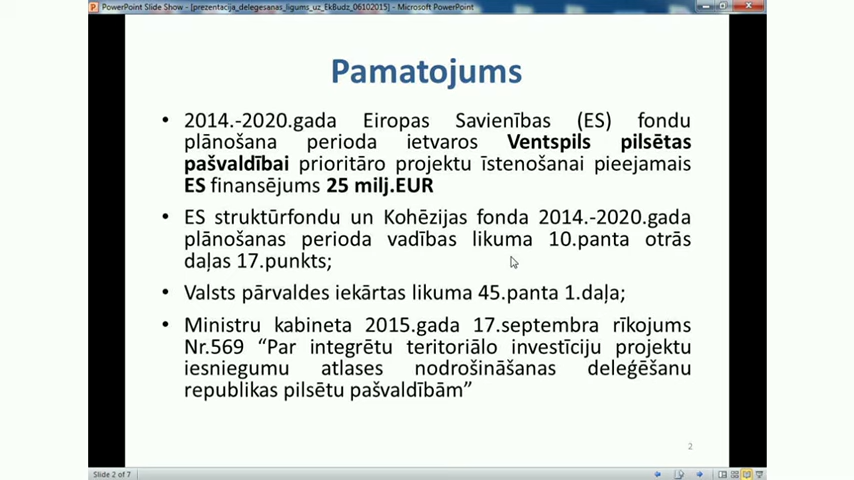 PowerPoint Slide Show - [prezentacija_delegesanas_ligums_uz_EkBudz_06102015] - Microsoft PowerPoint
Pamatojums
• 2014.-2020.gada Eiropas Savienības (ES) fondu
plānošana perioda ietvaros Ventspils pilsētas
pašvaldībai prioritāro projektu īstenošanai pieejamais
ES finansējums 25 milj.EUR
• ES struktūrfondu un Kohēzijas fonda 2014.-2020.gada
plānošanas perioda vadības likuma 10.panta otrās
daļas 17.punkts;
• Valsts pārvaldes iekārtas likuma 45.panta 1.daļa;
• Ministru kabineta 2015.gada 17.septembra rīkojums
Nr.569 “Par integrētu teritoriālo investīciju projektu
iesniegumu atlases nodrošināšanas deleģēšanu
republikas pilsētu pašvaldībām”
2
Slide 2 of 7